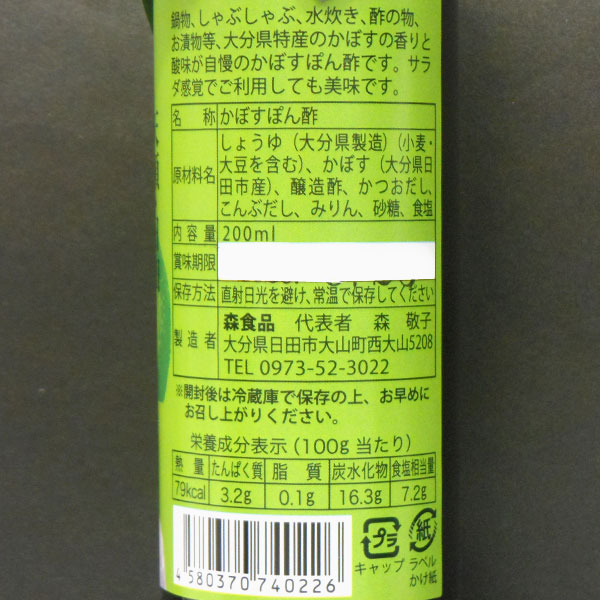 鍋物、しゃぶしゃぶ、水炊き、酢の物、
お漬物等、大分県特産のかぼすの香りと
酸味が自慢のかぼすぽん酢です。サラ
ダ感覚でご利用しても美味です。
名 称 かぼすぽん酢
原材料名 しょうゆ（大分県製造）（小麦・
大豆を含む）、かぼす（大分県日
田市産）、醸造酢、かつおだし、
こんぶだし、みりん、砂糖、食塩
内 容 量 200ml
賞味期限
保存方法 直射日光を避け、常温で保存してください
製 造 者 森食品 代表者 森 敬子
大分県日田市大山町西大山5208
TEL 0973-52-3022
※開封後は冷蔵庫で保存の上、お早めに
お召し上がりください。
栄養成分表示（100g 当たり）
熱 量 たんぱく質 脂 質 炭水化物 食塩相当量
79kcal 3.2g 0.1g 16.3g 7.2g
プラ 紙
キャップ ラベル
かけ紙
4 580370 740226